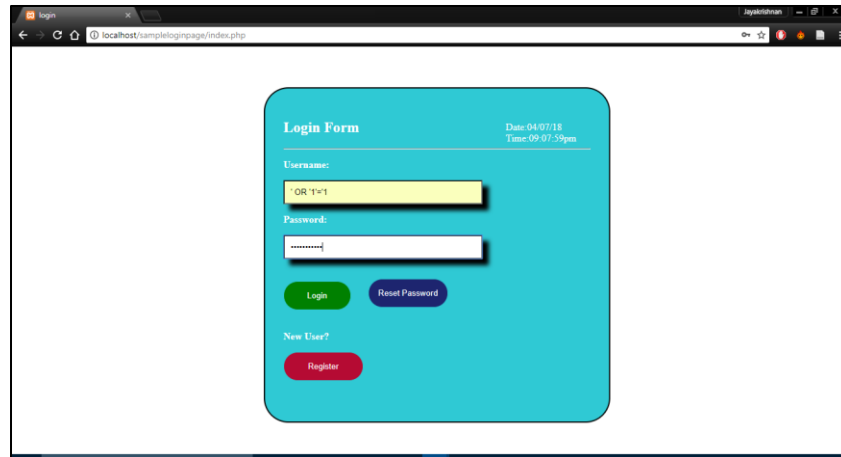 login
Jayakrishnan
localhost/sampleloginpage/index.php
Login Form
Date:04/07/18
Time:09:07:59pm
Username:
' OR '1'='1
Password:
Login
Reset Password
New User?
Register